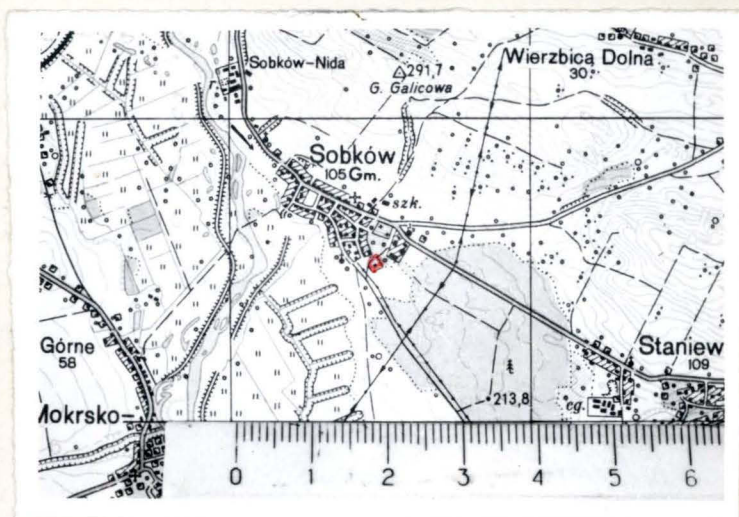 Sobków-Nida
291,7
G. Galicowa
Wierzbica Dolna
30
Sobków
105 Gm.
szk.
Górne
58
Staniew
109
213,8
eg.
Mokrsko-
0 1 2 3 4 5 6